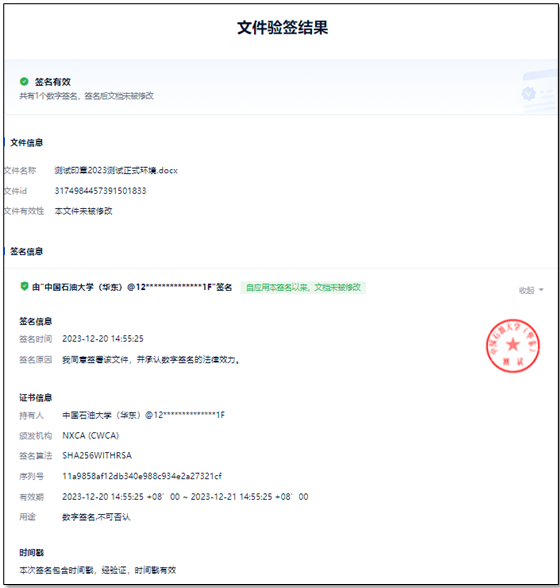 文件验签结果
签名有效
共有1个数字签名，签名后文档未被修改
文件信息
文件名称 测试印章2023测试正式环境.docx
文件id 3174984457391501833
文件有效性 本文件未被修改
签名信息
由"中国石油大学（华东）@12**************1F"签名 自应用本签名以来，文档未被修改 收起
签名信息
签名时间 2023-12-20 14:55:25
签名原因 我同意签署该文件，并承认数字签名的法律效力。
中国石油大学（华东）
测试
证书信息
持有人 中国石油大学（华东）@12**************1F
颁发机构 NXCA (CWCA)
签名算法 SHA256WITHRSA
序列号 11a9858af12db340e988c934e2a27321cf
有效期 2023-12-20 14:55:25 +08'00 ~ 2023-12-21 14:55:25 +08'00
用途 数字签名,不可否认
时间戳
本次签名包含时间戳，经验证，时间戳有效